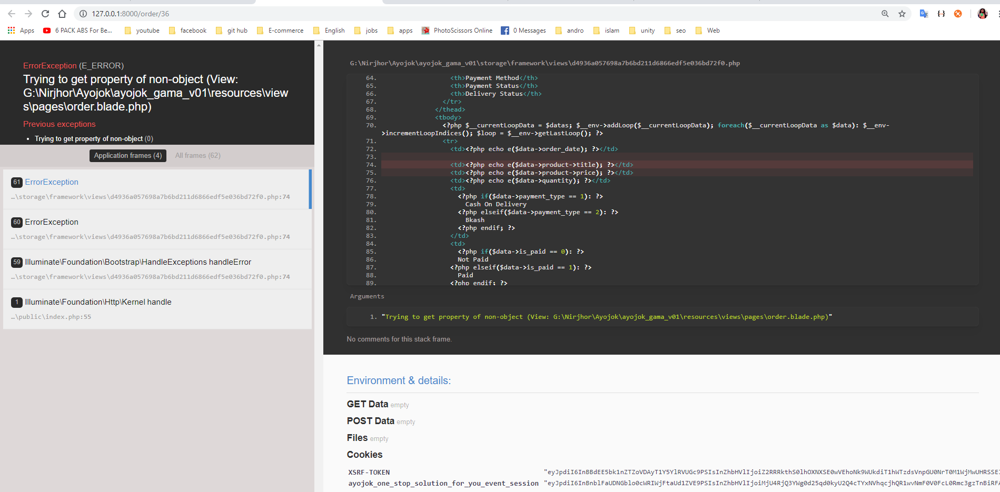 127.0.0.1:8000/order/36
Apps 6 PACK ABS For Be... youtube facebook git hub E-commerce English jobs apps PhotoScissors Online 0 Messages andro islam unity seo Web
ErrorException (E_ERROR)
Trying to get property of non-object (View:
G:\Nirjhor\Ayojok\ayojok_gama_v01\resources\view
s\pages\order.blade.php)
Previous exceptions
• Trying to get property of non-object (0)
Application frames (4) All frames (62)
61 ErrorException
…\storage\framework\views\d4936a057698a7b6bd211d6866edf5e036bd72f0.php:74
60 ErrorException
…\storage\framework\views\d4936a057698a7b6bd211d6866edf5e036bd72f0.php:74
59 Illuminate\Foundation\Bootstrap\HandleExceptions handleError
…\storage\framework\views\d4936a057698a7b6bd211d6866edf5e036bd72f0.php:74
1 Illuminate\Foundation\Http\Kernel handle
…\public\index.php:55
G:\Nirjhor\Ayojok\ayojok_gama_v01\storage\framework\views\d4936a057698a7b6bd211d6866edf5e036bd72f0.php
64. <th>Payment Method</th>
65. <th>Payment Status</th>
66. <th>Delivery Status</th>
67. </tr>
68. </thead>
69. <tbody>
70. <?php $__currentLoopData = $datas; $__env->addLoop($__currentLoopData); foreach($__currentLoopData as $data): $__env-
>incrementLoopIndices(); $loop = $__env->getLastLoop(); ?>
71. <tr>
72. <td><?php echo e($data->order_date); ?></td>
73.
74. <td><?php echo e($data->product->title); ?></td>
75. <td><?php echo e($data->product->price); ?></td>
76. <td><?php echo e($data->quantity); ?></td>
77. <td>
78. <?php if($data->payment_type == 1): ?>
79. Cash On Delivery
80. <?php elseif($data->payment_type == 2): ?>
81. Bkash
82. <?php endif; ?>
83. </td>
84. <td>
85. <?php if($data->is_paid == 0): ?>
86. Not Paid
87. <?php elseif($data->is_paid == 1): ?>
88. Paid
89. <?php endif; ?>
Arguments
1. "Trying to get property of non-object (View: G:\Nirjhor\Ayojok\ayojok_gama_v01\resources\views\pages\order.blade.php)"
No comments for this stack frame.
Environment & details:
GET Data empty
POST Data empty
Files empty
Cookies
XSRF-TOKEN
ayojok_one_stop_solution_for_you_event_session